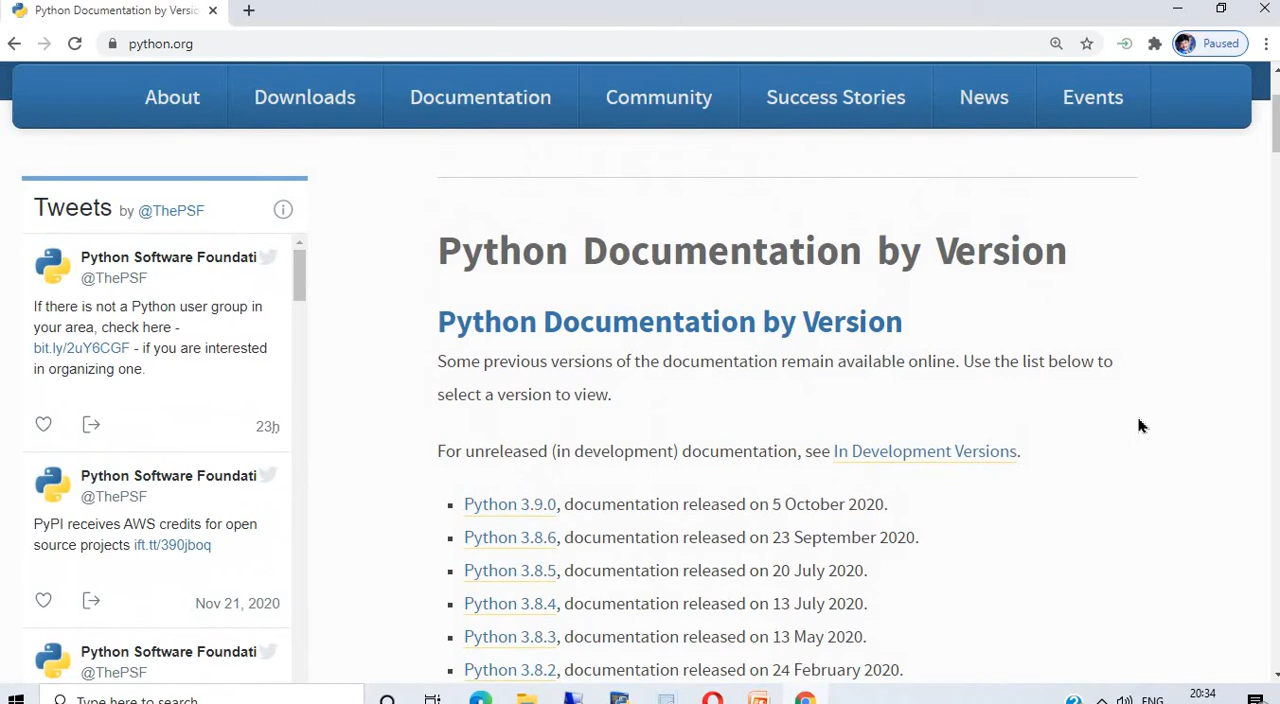 Python Documentation by Versic
python.org
Paused
About
Downloads
Documentation
Community
Success Stories
News
Events
Tweets by @ThePSF
Python Software Foundati
@ThePSF
If there is not a Python user group in
your area, check here -
bit.ly/2uY6CGF - if you are interested
in organizing one.
23h
Python Software Foundati
@ThePSF
PyPI receives AWS credits for open
source projects ift.tt/390jboq
Nov 21, 2020
Python Software Foundati
@ThePSF
Python Documentation by Version
Python Documentation by Version
Some previous versions of the documentation remain available online. Use the list below to
select a version to view.
For unreleased (in development) documentation, see In Development Versions.
Python 3.9.0, documentation released on 5 October 2020.
Python 3.8.6, documentation released on 23 September 2020.
Python 3.8.5, documentation released on 20 July 2020.
Python 3.8.4, documentation released on 13 July 2020.
Python 3.8.3, documentation released on 13 May 2020.
Python 3.8.2, documentation released on 24 February 2020.
Type here to search
ENG
20:34